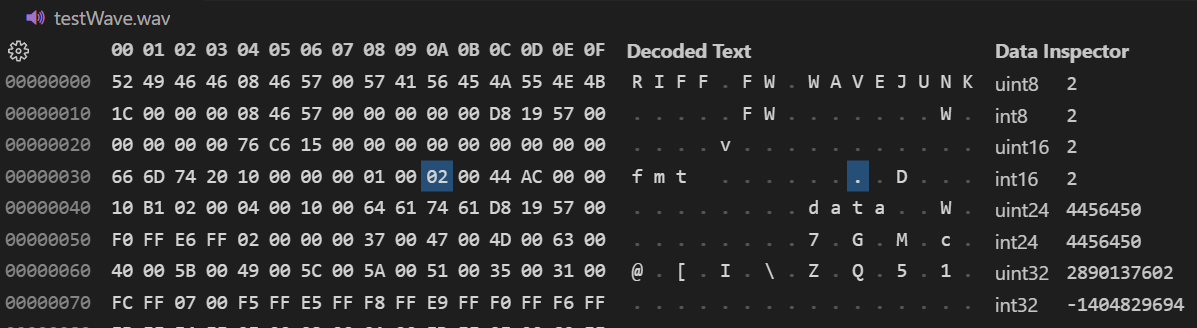 testWave.wav
00 01 02 03 04 05 06 07 08 09 0A 0B 0C 0D 0E 0F Decoded Text Data Inspector
00000000 52 49 46 46 08 46 57 00 57 41 56 45 4A 55 4E 4B R I F F . F W . W A V E J U N K uint8 2
00000010 1C 00 00 00 08 46 57 00 00 00 00 00 D8 19 57 00 . . . . . F W . . . . . . . W . int8 2
00000020 00 00 00 00 76 C6 15 00 00 00 00 00 00 00 00 00 . . . . v . . . . . . . . . . . uint16 2
00000030 66 6D 74 20 10 00 00 00 01 00 02 00 44 AC 00 00 f m t . . . . . . . . D . . . int16 2
00000040 10 B1 02 00 04 00 10 00 64 61 74 61 D8 19 57 00 . . . . . . . . d a t a . . W . uint24 4456450
00000050 F0 FF E6 FF 02 00 00 00 37 00 47 00 4D 00 63 00 . . . . . . . . 7 . G . M . c . int24 4456450
00000060 40 00 5B 00 49 00 5C 00 5A 00 51 00 35 00 31 00 @ . [ . I . \ . Z . Q . 5 . 1 . uint32 2890137602
00000070 FC FF 07 00 F5 FF E5 FF F8 FF E9 FF F0 FF F6 FF . . . . . . . . . . . . . . . . int32 -1404829694